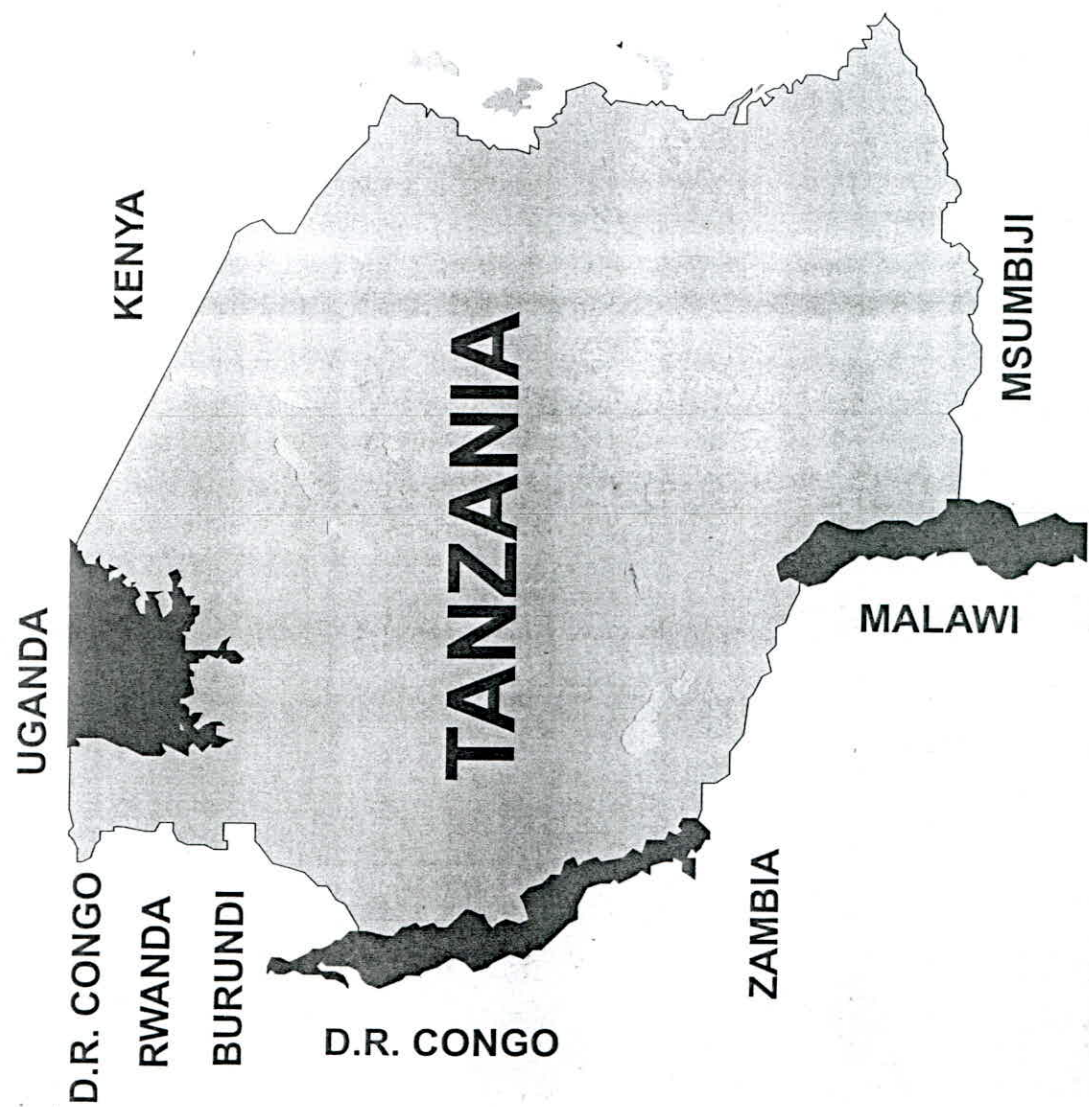 UGANDA
KENYA
D.R. CONGO
RWANDA
BURUNDI
TANZANIA
D.R. CONGO
ZAMBIA
MALAWI
MSUMBIJI